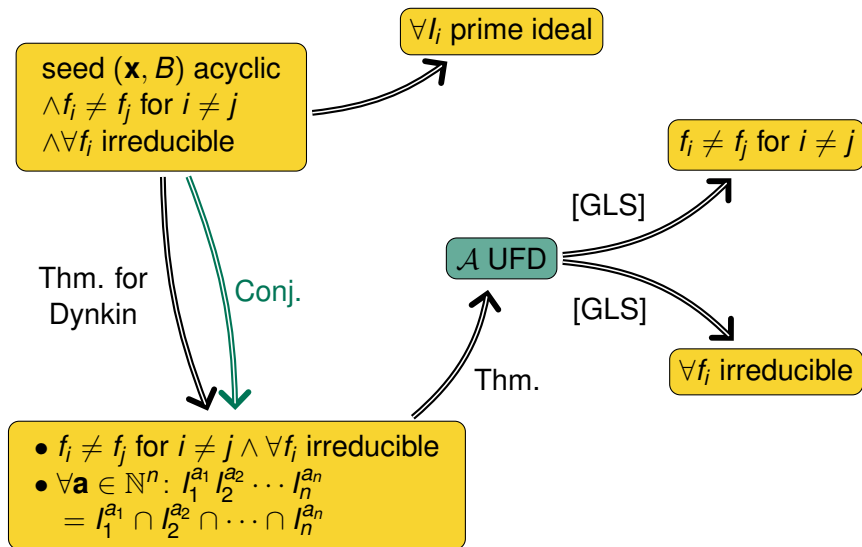 ∀I_i prime ideal
seed (𝐱, B) acyclic
∧f_i ≠ f_j for i ≠ j
∧∀f_i irreducible
f_i ≠ f_j for i ≠ j
[GLS]
𝒜 UFD
Thm. for
Dynkin
Conj.
[GLS]
∀f_i irreducible
Thm.
• f_i ≠ f_j for i ≠ j ∧ ∀f_i irreducible
• ∀𝐚 ∈ ℕ^n: I_1^{a_1} I_2^{a_2} ⋯ I_n^{a_n}
= I_1^{a_1} ∩ I_2^{a_2} ∩ ⋯ ∩ I_n^{a_n}